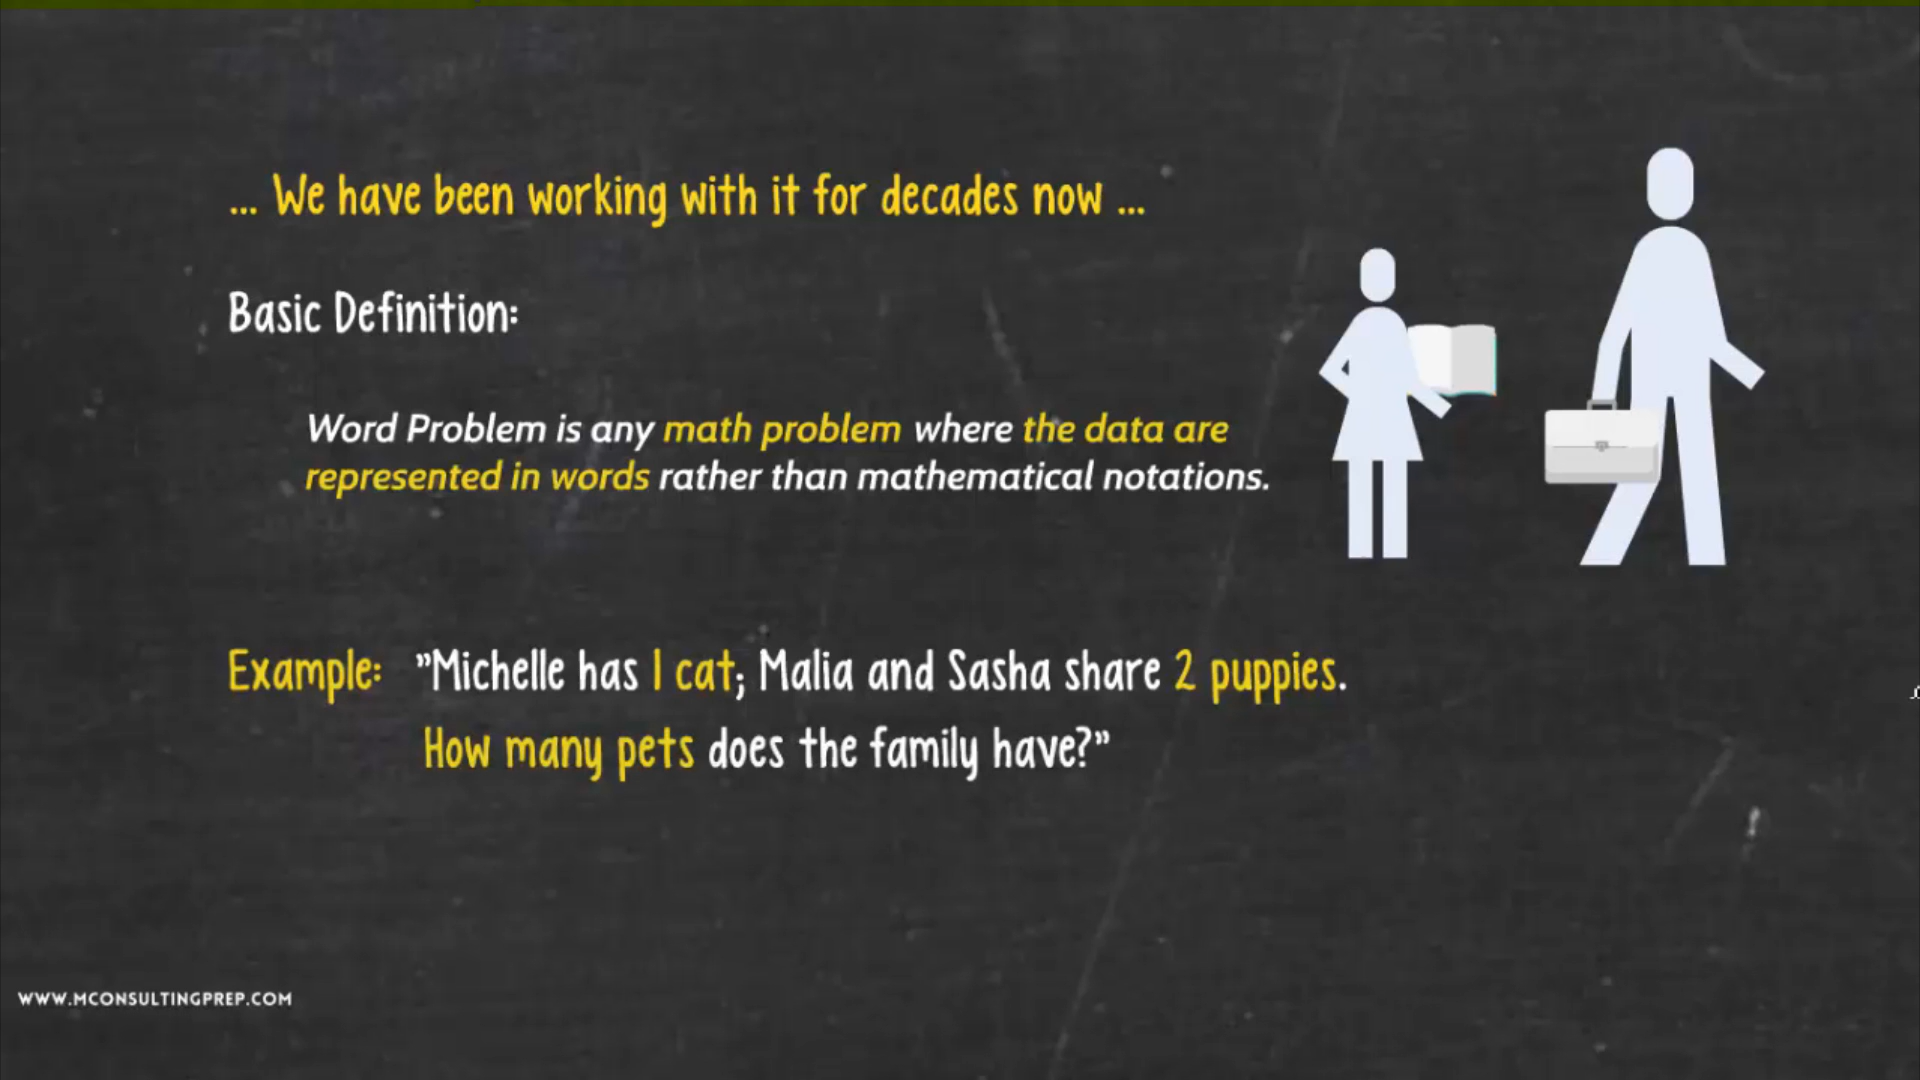 ... We have been working with it for decades now ...
Basic Definition:
Word Problem is any math problem where the data are
represented in words rather than mathematical notations.
Example: "Michelle has 1 cat; Malia and Sasha share 2 puppies.
How many pets does the family have?"
WWW.MCONSULTINGPREP.COM